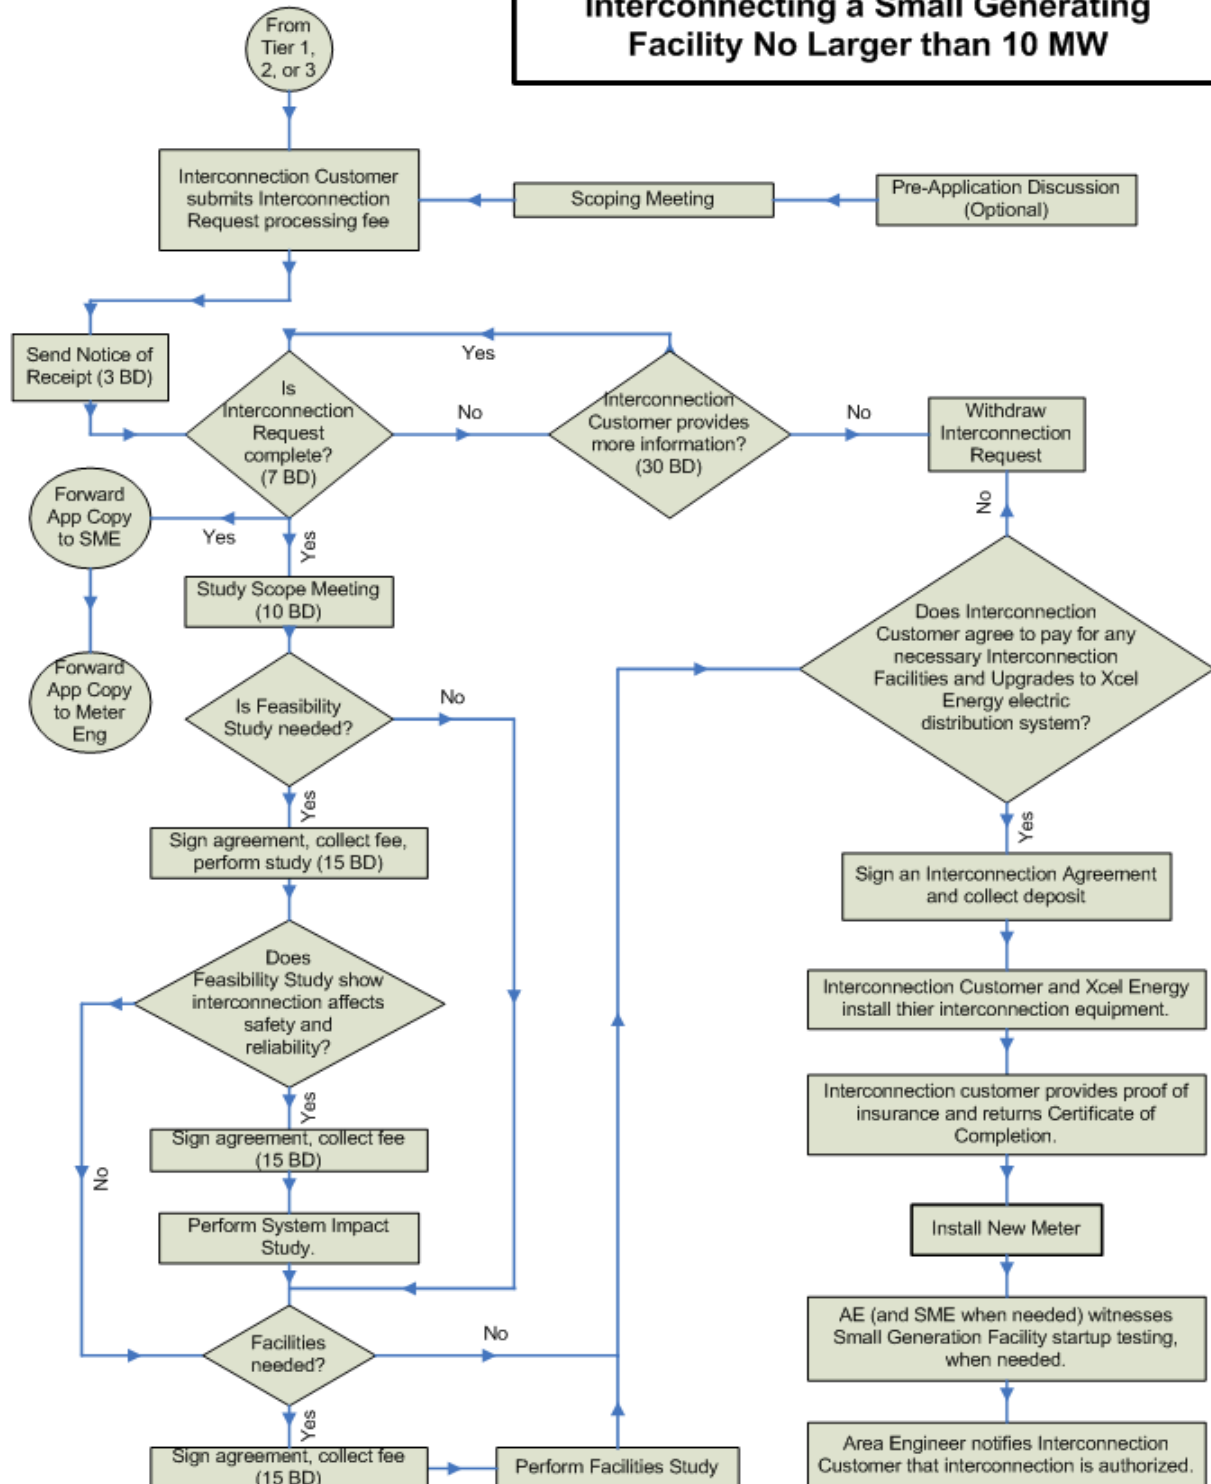 Interconnecting a Small Generating
Facility No Larger than 10 MW
From
Tier 1,
2, or 3
Interconnection Customer
submits Interconnection
Request processing fee
Scoping Meeting
Pre-Application Discussion
(Optional)
Send Notice of
Receipt (3 BD)
Is
Interconnection
Request
complete?
(7 BD)
Yes
No
Interconnection
Customer provides
more information?
(30 BD)
No
Withdraw
Interconnection
Request
Forward
App Copy
to SME
Yes
Yes
No
Study Scope Meeting
(10 BD)
Forward
App Copy
to Meter
Eng
Is Feasibility
Study needed?
No
Does Interconnection
Customer agree to pay for any
necessary Interconnection
Facilities and Upgrades to Xcel
Energy electric
distribution system?
Yes
Yes
Sign agreement, collect fee,
perform study (15 BD)
Sign an Interconnection Agreement
and collect deposit
Does
Feasibility Study show
interconnection affects
safety and
reliability?
Interconnection Customer and Xcel Energy
install thier interconnection equipment.
Yes
No
Sign agreement, collect fee
(15 BD)
Interconnection customer provides proof of
insurance and returns Certificate of
Completion.
Perform System Impact
Study.
Install New Meter
Facilities
needed?
No
AE (and SME when needed) witnesses
Small Generation Facility startup testing,
when needed.
Yes
Sign agreement, collect fee
(15 BD)
Perform Facilities Study
Area Engineer notifies Interconnection
Customer that interconnection is authorized.